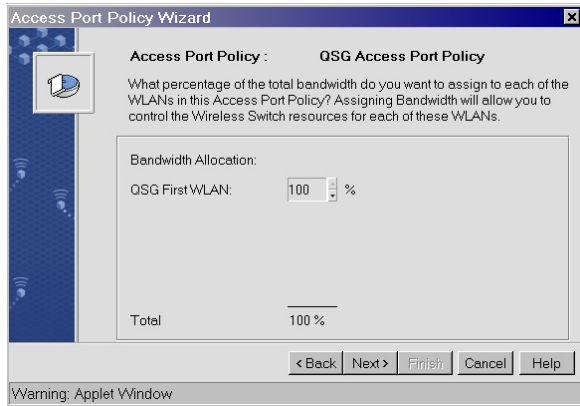 Access Port Policy Wizard
Access Port Policy : QSG Access Port Policy
What percentage of the total bandwidth do you want to assign to each of the
WLANs in this Access Port Policy? Assigning Bandwidth will allow you to
control the Wireless Switch resources for each of these WLANs.
Bandwidth Allocation:
QSG First WLAN: 100 %
Total 100 %
< Back Next > Finish Cancel Help
Warning: Applet Window